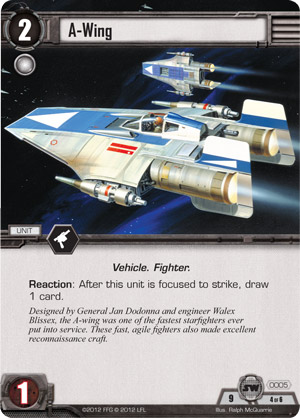 2
A-Wing
UNIT
Vehicle. Fighter.
Reaction: After this unit is focused to strike, draw
1 card.
Designed by General Jan Dodonna and engineer Walex
Blissex, the A-wing was one of the fastest starfighters ever
put into service. These fast, agile fighters also made excellent
reconnaissance craft.
1
SW
0005
9
4 of 6
©2012 FFG © 2012 LFL
Illus. Ralph McQuarrie